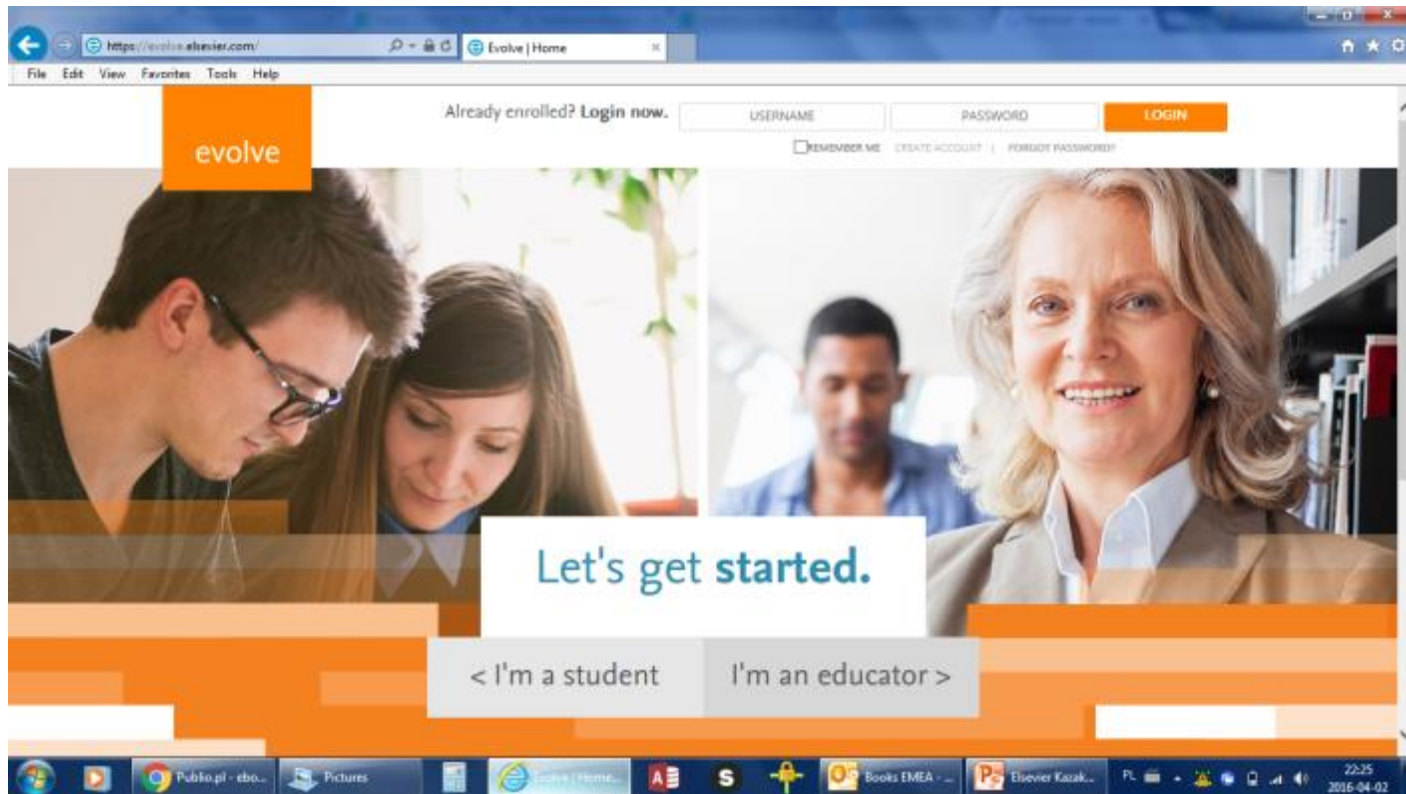 https://evolve.elsevier.com/
Evolve | Home
File Edit View Favorites Tools Help
Already enrolled? Login now.
USERNAME
PASSWORD
LOGIN
REMEMBER ME CREATE ACCOUNT | FORGOT PASSWORD?
evolve
Let's get started.
< I'm a student
I'm an educator >
Publio.pl - ebo...
Pictures
Evolve | Home...
Books EMEA - ...
Elsevier Kazak...
PL
22:25
2016-04-02